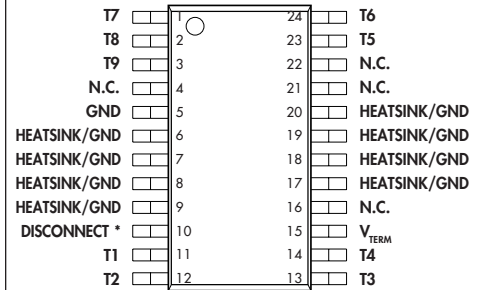 T7 1 24 T6
T8 2 23 T5
T9 3 22 N.C.
N.C. 4 21 N.C.
GND 5 20 HEATSINK/GND
HEATSINK/GND 6 19 HEATSINK/GND
HEATSINK/GND 7 18 HEATSINK/GND
HEATSINK/GND 8 17 HEATSINK/GND
HEATSINK/GND 9 16 N.C.
DISCONNECT * 10 15 VTERM
T1 11 14 T4
T2 12 13 T3